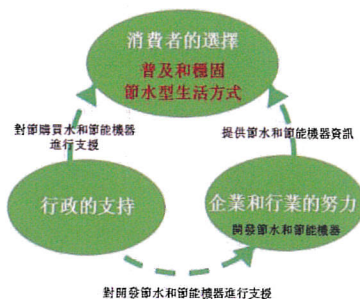 消費者的選擇
普及和穩固
節水型生活方式
對節購買水和節能機器
進行支援
提供節水和節能機器資訊
行政的支持
企業和行業的努力
開發節水和節能機器
對開發節水和節能機器進行支援